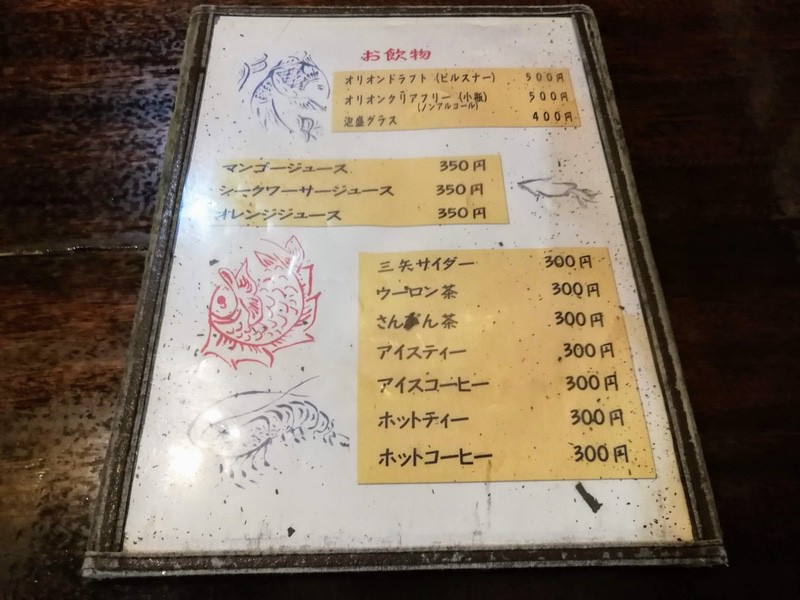 お飲物
オリオンドラフト（ピルスナー） 500円
オリオンクリアフリー（小瓶） 500円
（ノンアルコール）
泡盛グラス 400円
マンゴージュース 350円
シークワーサージュース 350円
オレンジジュース 350円
三矢サイダー 300円
ウーロン茶 300円
さんぴん茶 300円
アイスティー 300円
アイスコーヒー 300円
ホットティー 300円
ホットコーヒー 300円